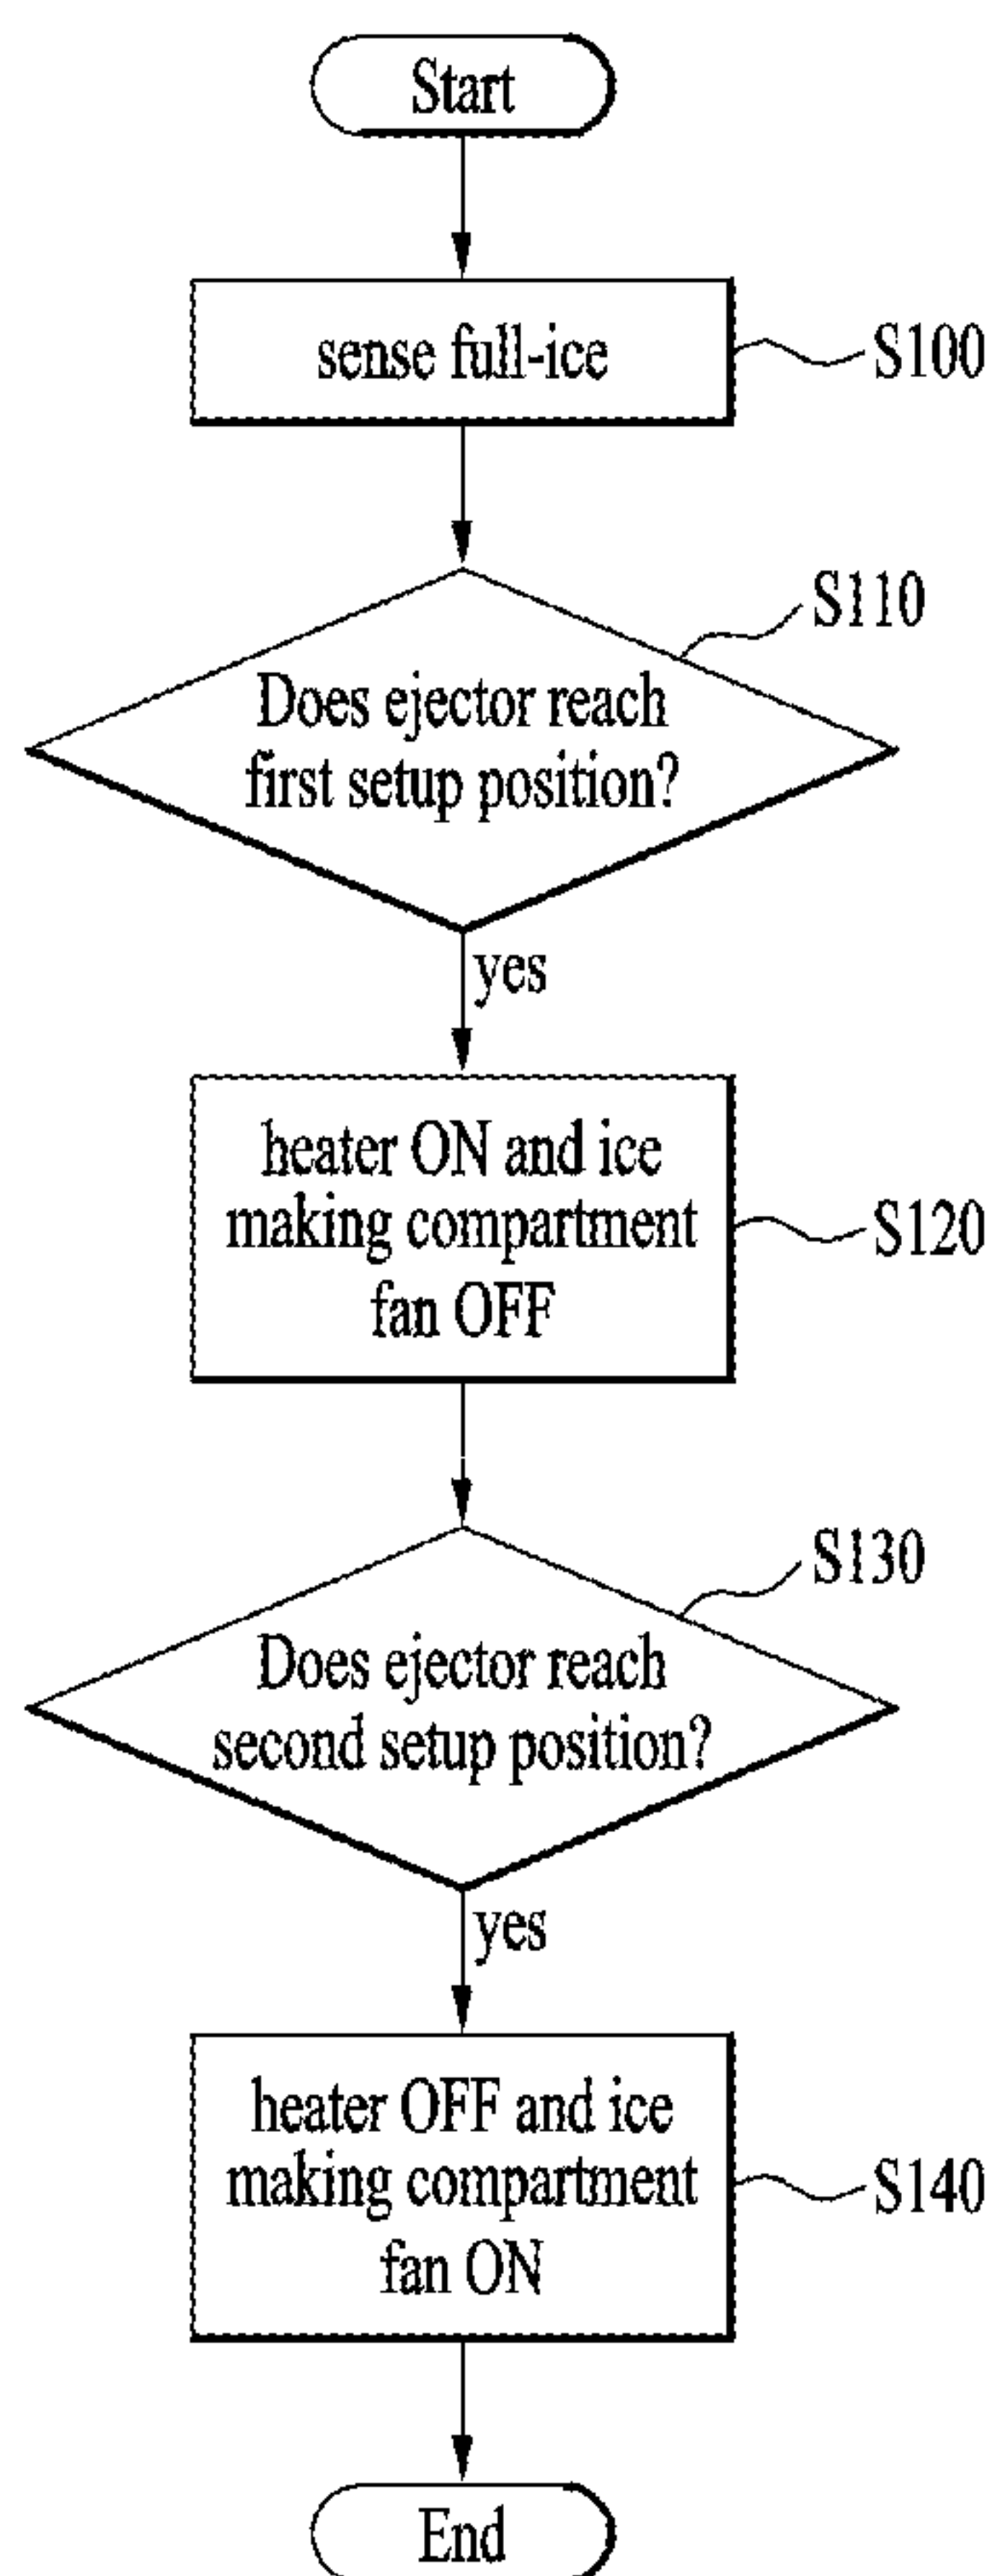 Start
sense full-ice
S100
S110
Does ejector reach
first setup position?
yes
heater ON and ice
making compartment
fan OFF
S120
S130
Does ejector reach
second setup position?
yes
heater OFF and ice
making compartment
fan ON
S140
End